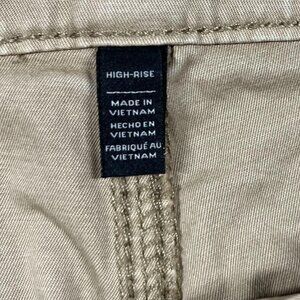 HIGH-RISE
MADE IN
VIETNAM
HECHO EN
VIETNAM
FABRIQUÉ AU
VIETNAM